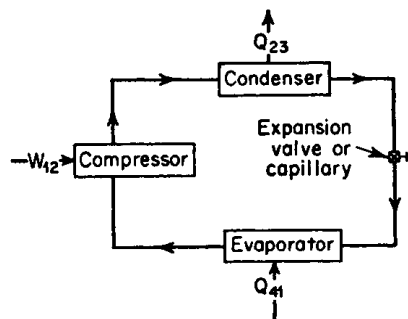 Q23
Condenser
Expansion
valve or
capillary
–W12
Compressor
Evaporator
Q41